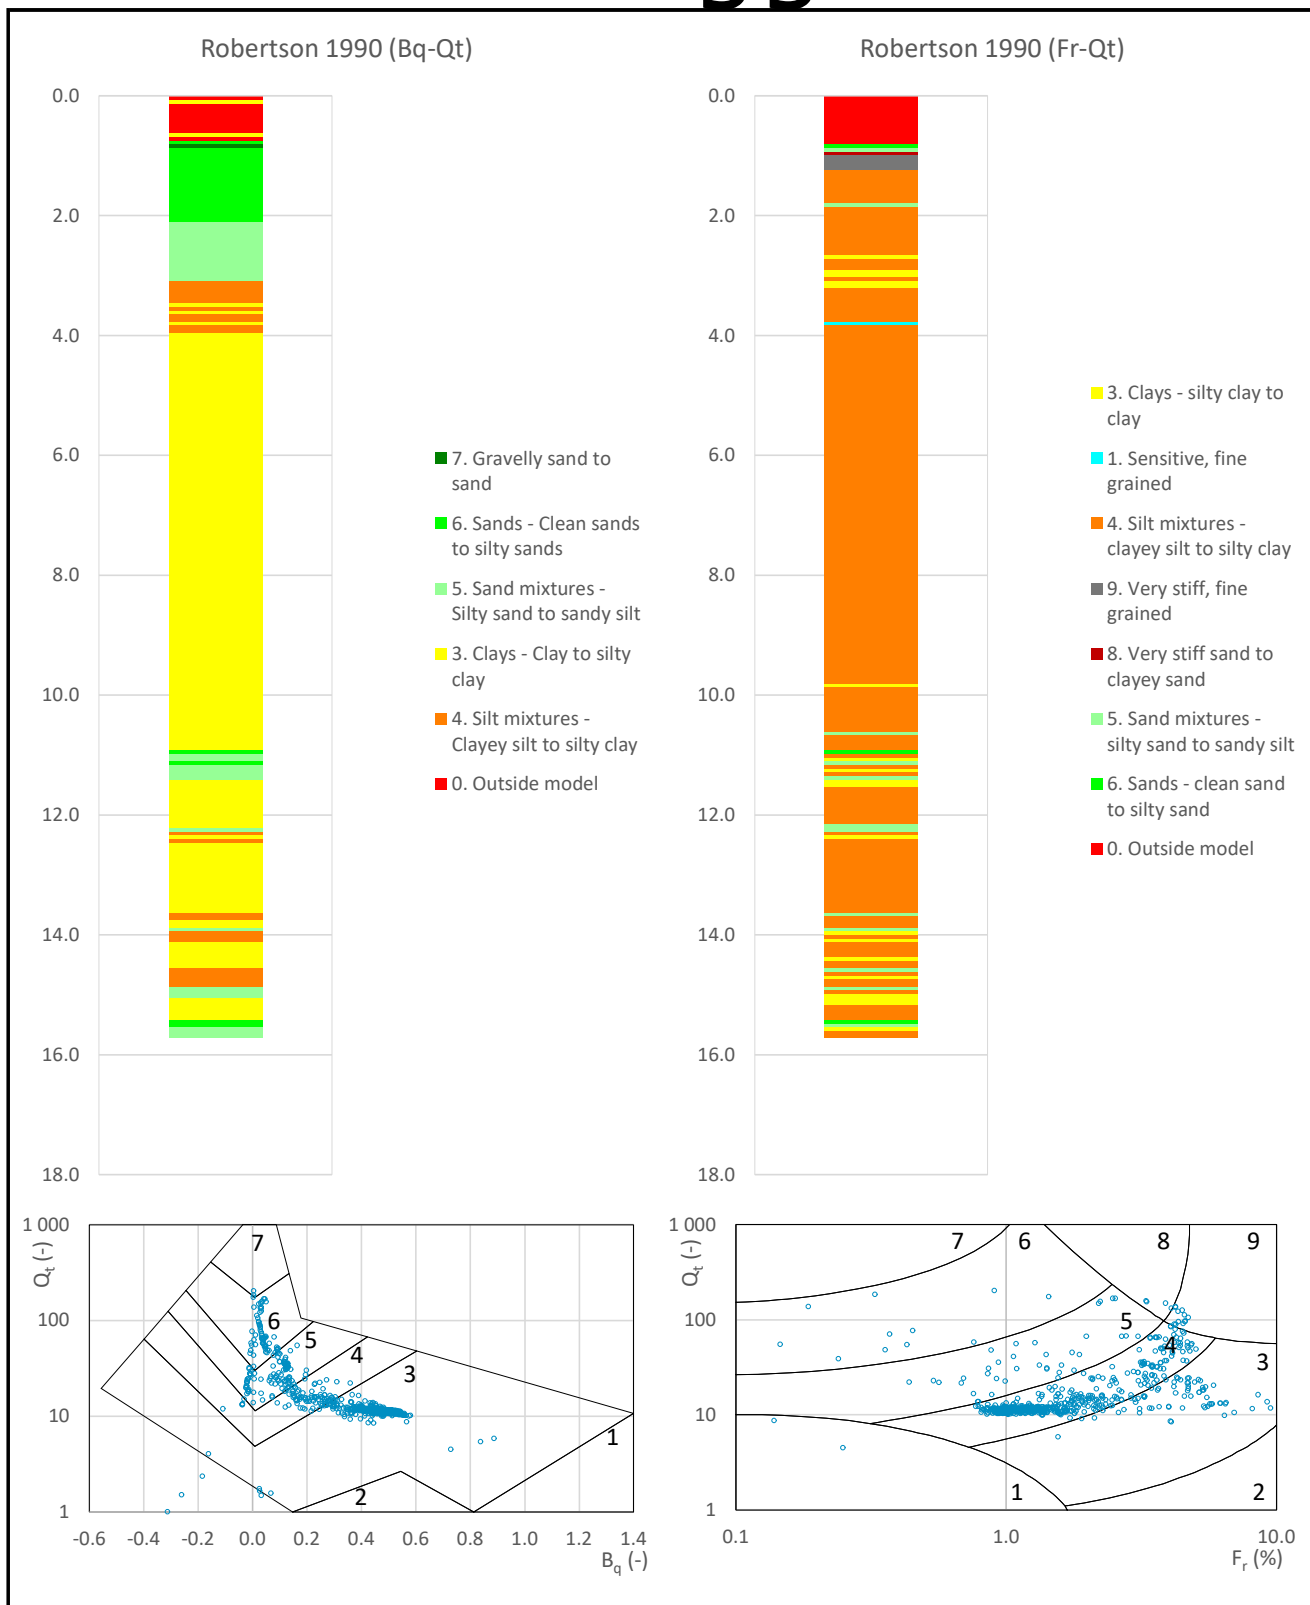 Robertson 1990 (Bq-Qt)
0.0
2.0
4.0
6.0
8.0
10.0
12.0
14.0
16.0
18.0
7. Gravelly sand to
sand
6. Sands - Clean sands
to silty sands
5. Sand mixtures -
Silty sand to sandy silt
3. Clays - Clay to silty
clay
4. Silt mixtures -
Clayey silt to silty clay
0. Outside model
Robertson 1990 (Fr-Qt)
0.0
2.0
4.0
6.0
8.0
10.0
12.0
14.0
16.0
18.0
3. Clays - silty clay to
clay
1. Sensitive, fine
grained
4. Silt mixtures -
clayey silt to silty clay
9. Very stiff, fine
grained
8. Very stiff sand to
clayey sand
5. Sand mixtures -
silty sand to sandy silt
6. Sands - clean sand
to silty sand
0. Outside model
Qt (-)
1 000
100
10
1
7
6
5
4
3
1
2
-0.6
-0.4
-0.2
0.0
0.2
0.4
0.6
0.8
1.0
1.2
1.4
Bq (-)
Qt (-)
1 000
100
10
1
7
6
8
9
5
4
3
1
2
0.1
1.0
10.0
Fr (%)